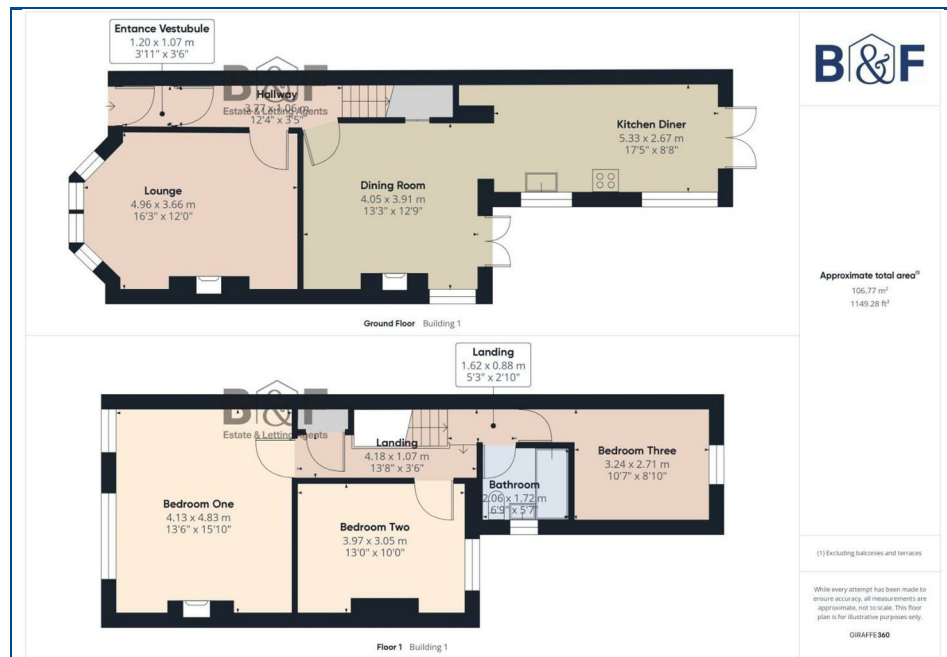 Entance Vestubule
1.20 x 1.07 m
3'11" x 3'6"
B&F
Estate & Letting Agents
Hallway
3.77 x 1.06 m
12'4" x 3'5"
Kitchen Diner
5.33 x 2.67 m
17'5" x 8'8"
Lounge
4.96 x 3.66 m
16'3" x 12'0"
Dining Room
4.05 x 3.91 m
13'3" x 12'9"
Ground Floor Building 1
Landing
1.62 x 0.88 m
5'3" x 2'10"
B&F
Estate & Letting Agents
Landing
4.18 x 1.07 m
13'8" x 3'6"
Bedroom Three
3.24 x 2.71 m
10'7" x 8'10"
Bathroom
2.06 x 1.72 m
6'9" x 5'7"
Bedroom One
4.13 x 4.83 m
13'6" x 15'10"
Bedroom Two
3.97 x 3.05 m
13'0" x 10'0"
Floor 1 Building 1
B&F
Approximate total area(1)
106.77 m²
1149.28 ft²
(1) Excluding balconies and terraces
While every attempt has been made to
ensure accuracy, all measurements are
approximate, not to scale. This floor
plan is for illustrative purposes only.
GIRAFFE360